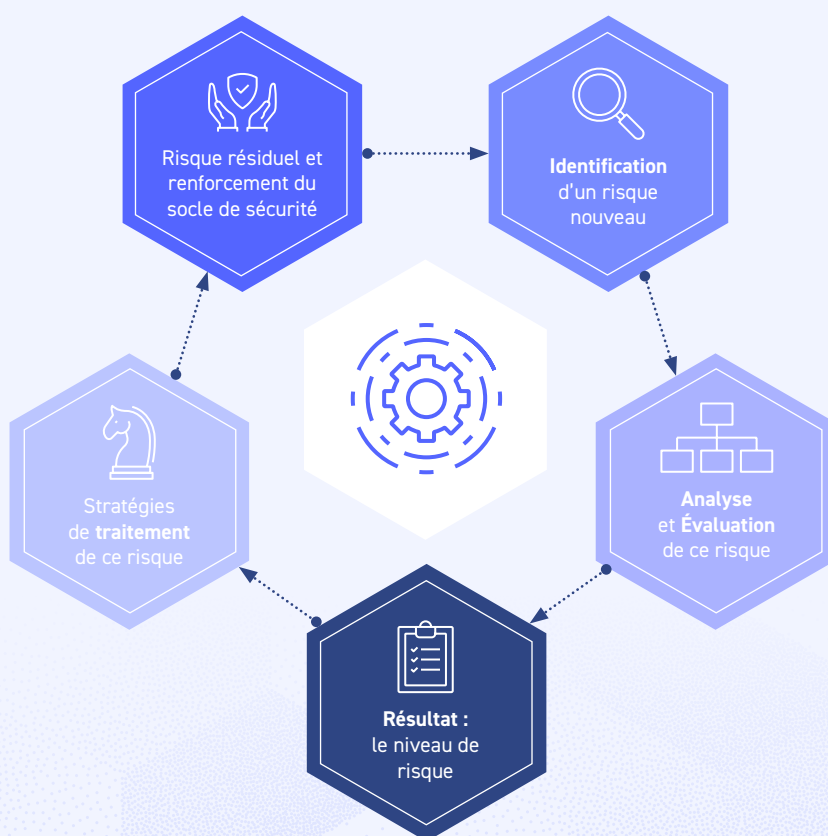 Risque résiduel et
renforcement du
socle de sécurité
Identification
d'un risque
nouveau
Analyse
et Évaluation
de ce risque
Résultat :
le niveau de
risque
Stratégies
de traitement
de ce risque